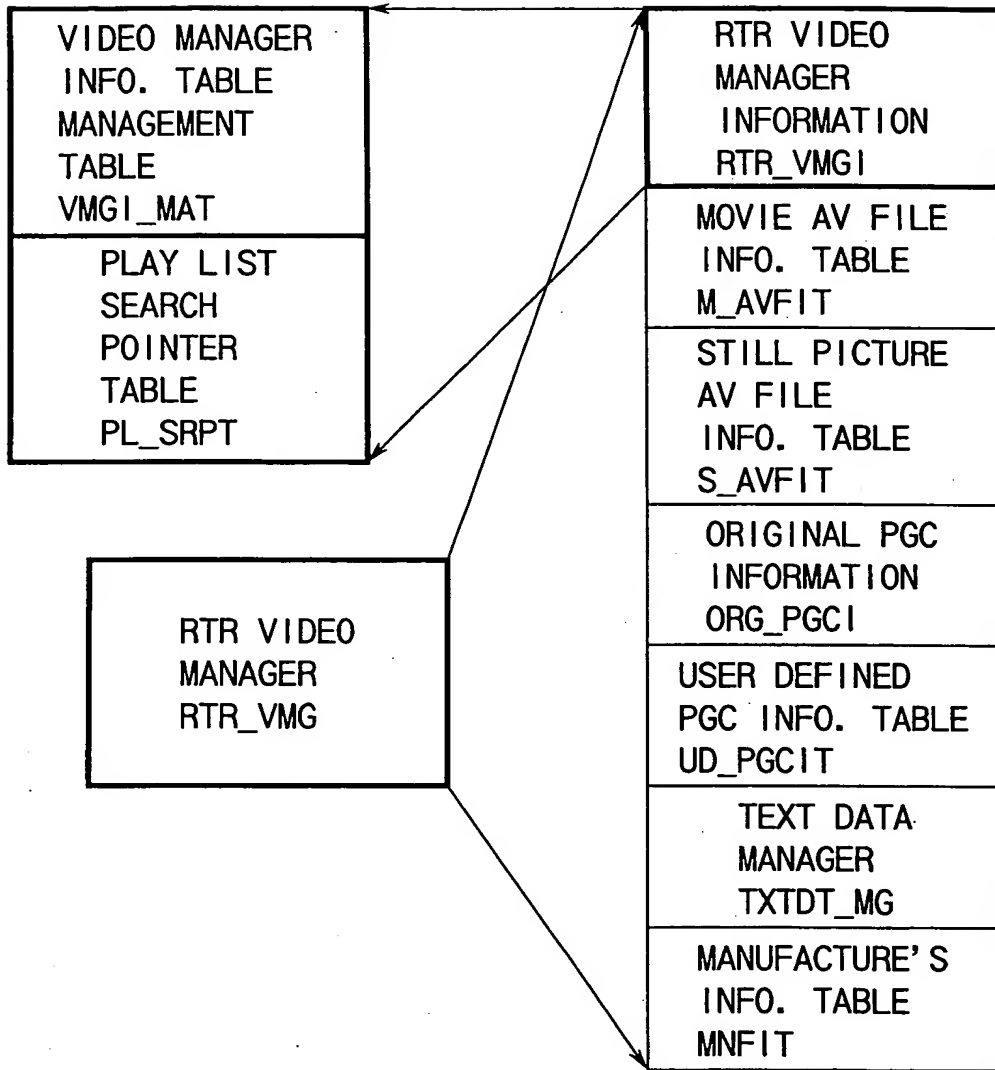 VIDEO MANAGER
INFO. TABLE
MANAGEMENT
TABLE
VMGI_MAT
PLAY LIST
SEARCH
POINTER
TABLE
PL_SRPT
RTR VIDEO
MANAGER
RTR_VMG
RTR VIDEO
MANAGER
INFORMATION
RTR_VMGI
MOVIE AV FILE
INFO. TABLE
M_AVFIT
STILL PICTURE
AV FILE
INFO. TABLE
S_AVFIT
ORIGINAL PGC
INFORMATION
ORG_PGCI
USER DEFINED
PGC INFO. TABLE
UD_PGCIT
TEXT DATA
MANAGER
TXTDT_MG
MANUFACTURE'S
INFO. TABLE
MNFIT